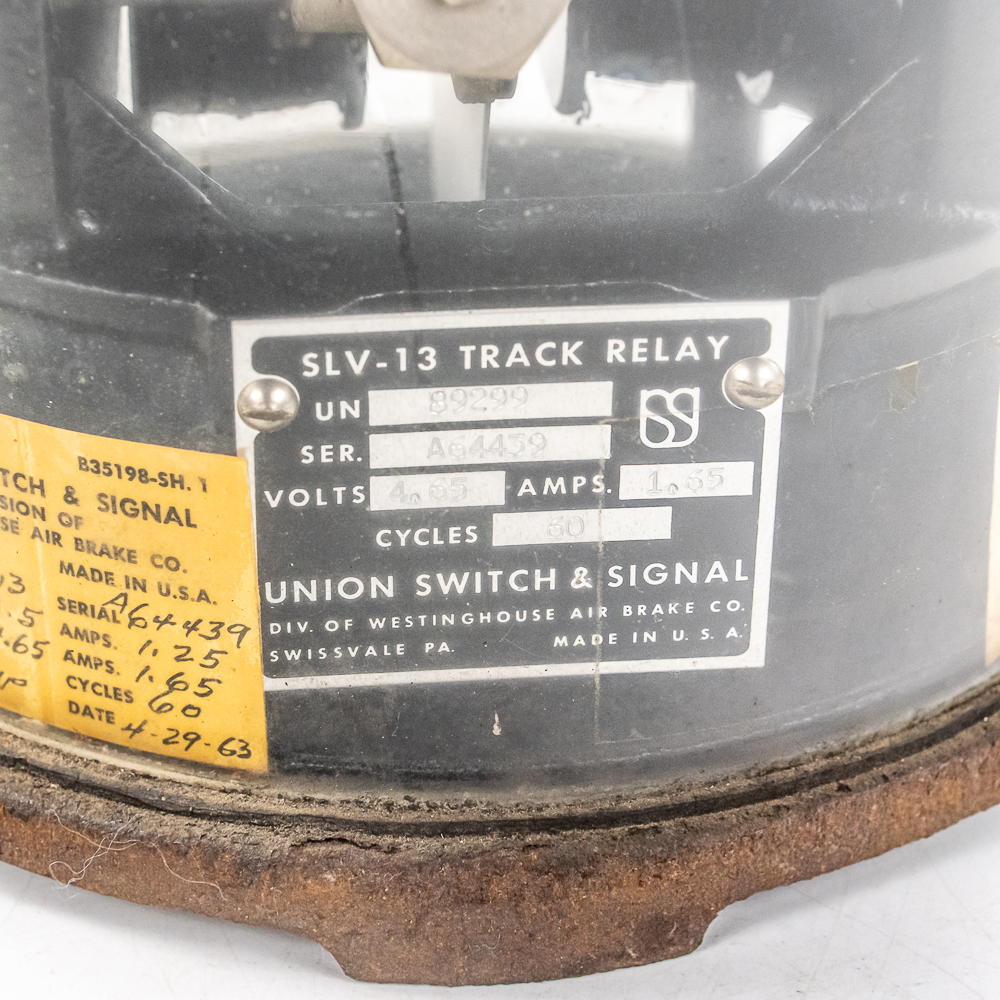 SLV-13 TRACK RELAY
UN 89299
SER. A64439
VOLTS 4.65 AMPS. 1.65
CYCLES 60
UNION SWITCH & SIGNAL
DIV. OF WESTINGHOUSE AIR BRAKE CO.
SWISSVALE PA. MADE IN U. S. A.
B35198-SH. 1
TCH & SIGNAL
SION OF
SE AIR BRAKE CO.
MADE IN U.S.A.
SERIAL A64439
.5 AMPS. 1.25
.65 AMPS. 1.65
CYCLES 60
DATE 4-29-63